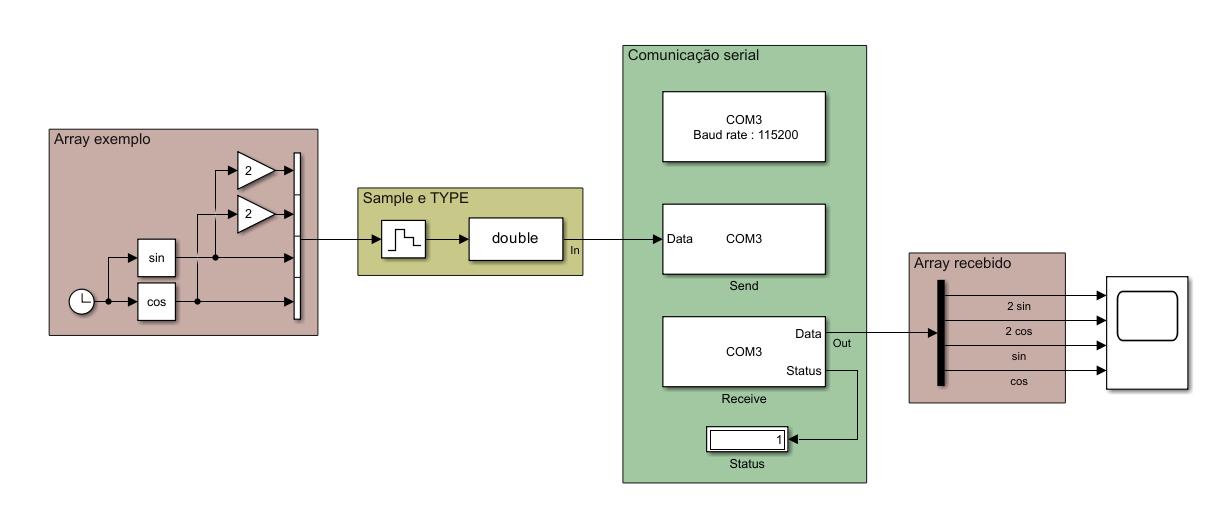 Array exemplo
2
2
sin
cos
Sample e TYPE
double
In
Comunicação serial
COM3
Baud rate : 115200
Data
COM3
Send
COM3
Data
Status
Receive
Out
1
Status
Array recebido
2 sin
2 cos
sin
cos